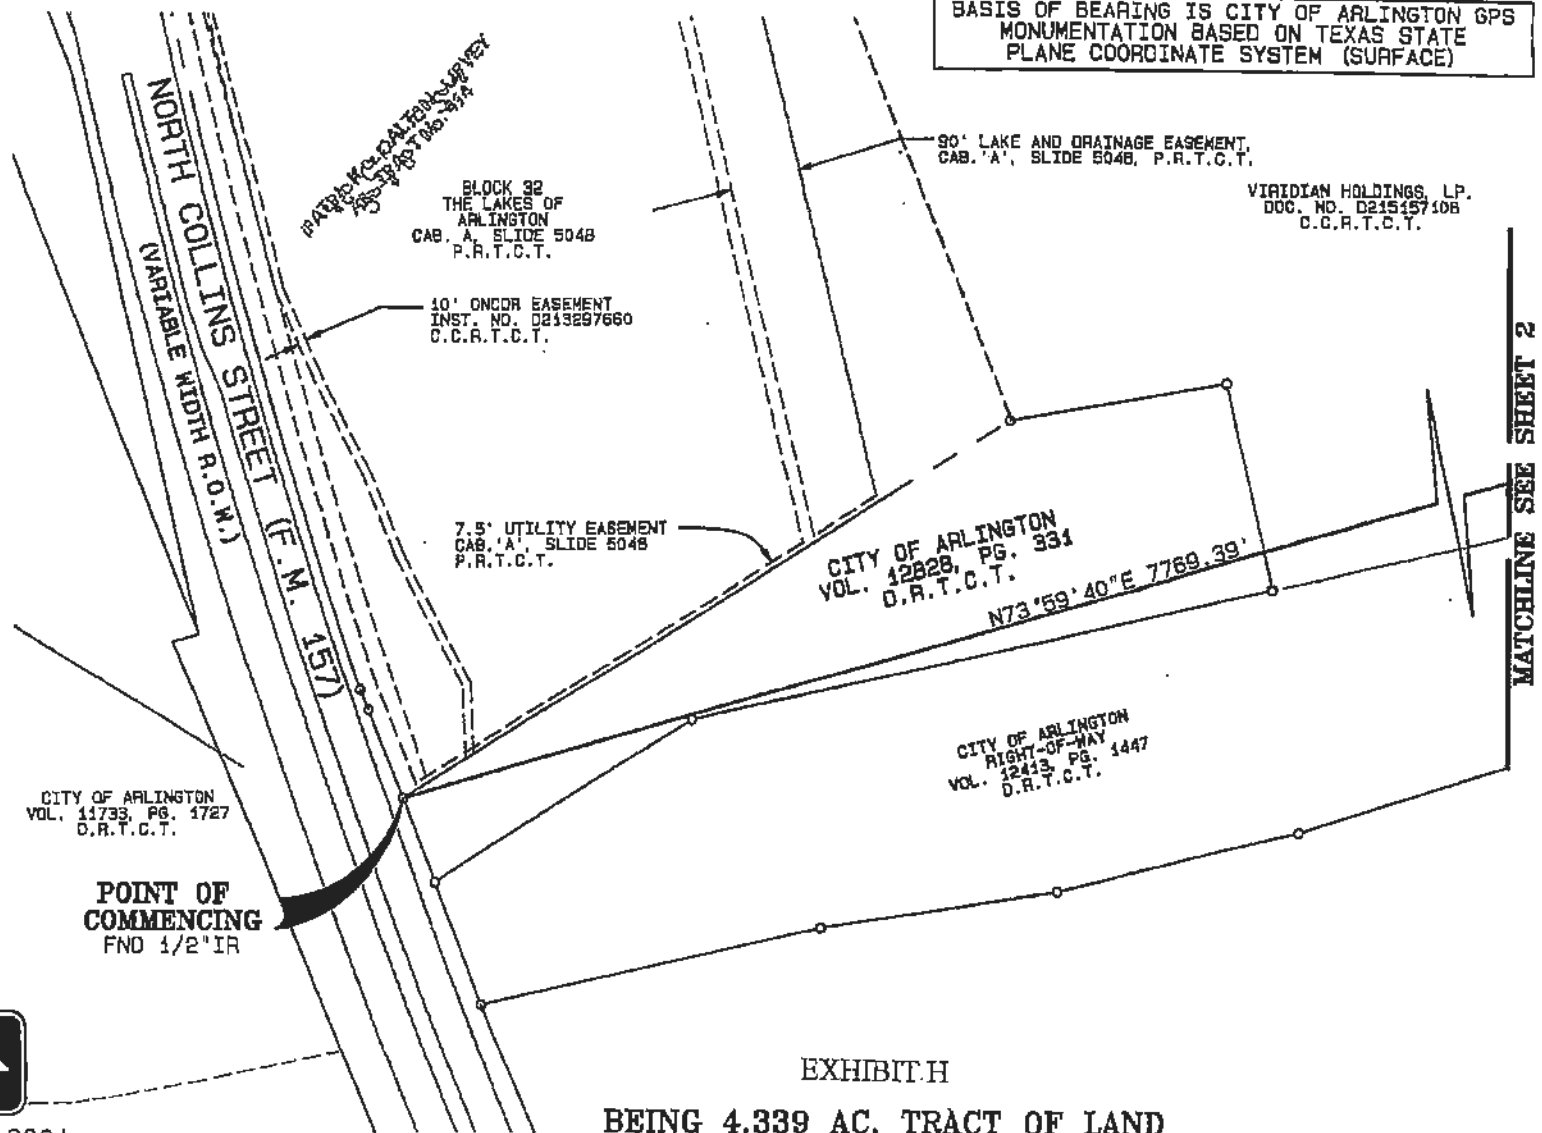 BASIS OF BEARING IS CITY OF ARLINGTON GPS
MONUMENTATION BASED ON TEXAS STATE
PLANE COORDINATE SYSTEM (SURFACE)
90' LAKE AND DRAINAGE EASEMENT,
CAB.'A', SLIDE 5048, P.R.T.C.T.
VIRIDIAN HOLDINGS, LP.
DOC. NO. D215157108
C.C.R.T.C.T.
BLOCK 32
THE LAKES OF
ARLINGTON
CAB. A, SLIDE 5048
P.R.T.C.T.
NORTH COLLINS STREET (F.M. 157)
(VARIABLE WIDTH R.O.W.)
10' ONCOR EASEMENT
INST. NO. D213297660
C.C.R.T.C.T.
7.5' UTILITY EASEMENT
CAB.'A', SLIDE 5048
P.R.T.C.T.
CITY OF ARLINGTON
VOL. 12828, PG. 331
D.R.T.C.T.
N73°59'40"E 7769.39'
MATCHLINE SEE SHEET 2
CITY OF ARLINGTON
RIGHT-OF-WAY
VOL. 12413, PG. 1447
D.R.T.C.T.
CITY OF ARLINGTON
VOL. 11733, PG. 1727
D.R.T.C.T.
POINT OF
COMMENCING
FND 1/2"IR
EXHIBIT H
BEING 4.339 AC. TRACT OF LAND